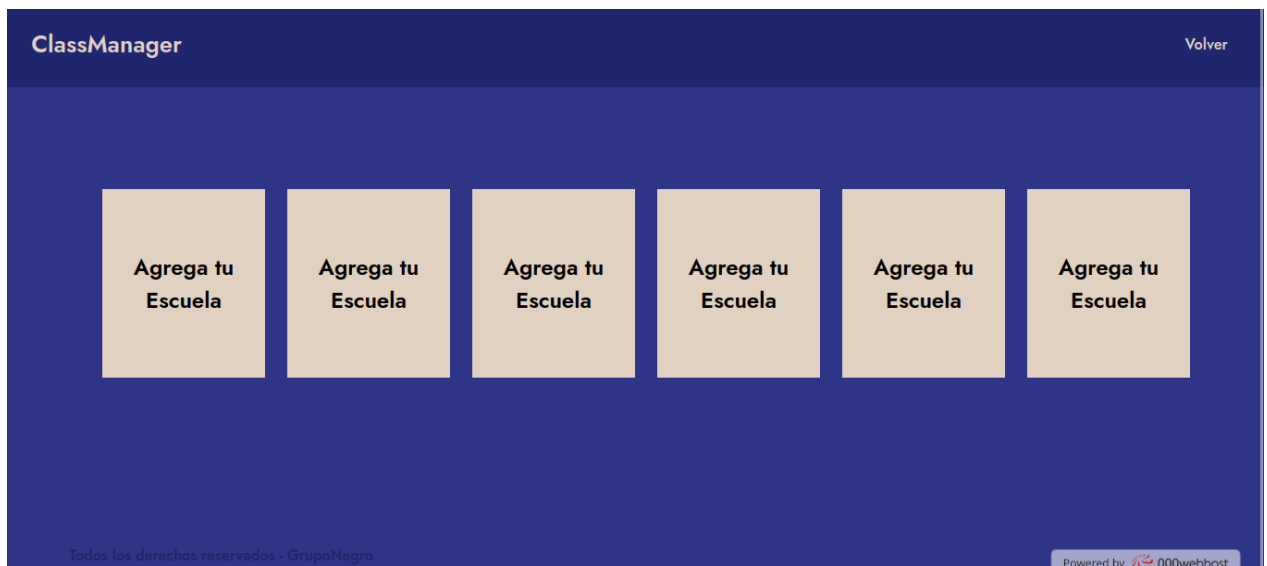 ClassManager
Volver
Agrega tu
Escuela
Agrega tu
Escuela
Agrega tu
Escuela
Agrega tu
Escuela
Agrega tu
Escuela
Agrega tu
Escuela
Todos los derechos reservados - GrupoNegro
Powered by 000webhost